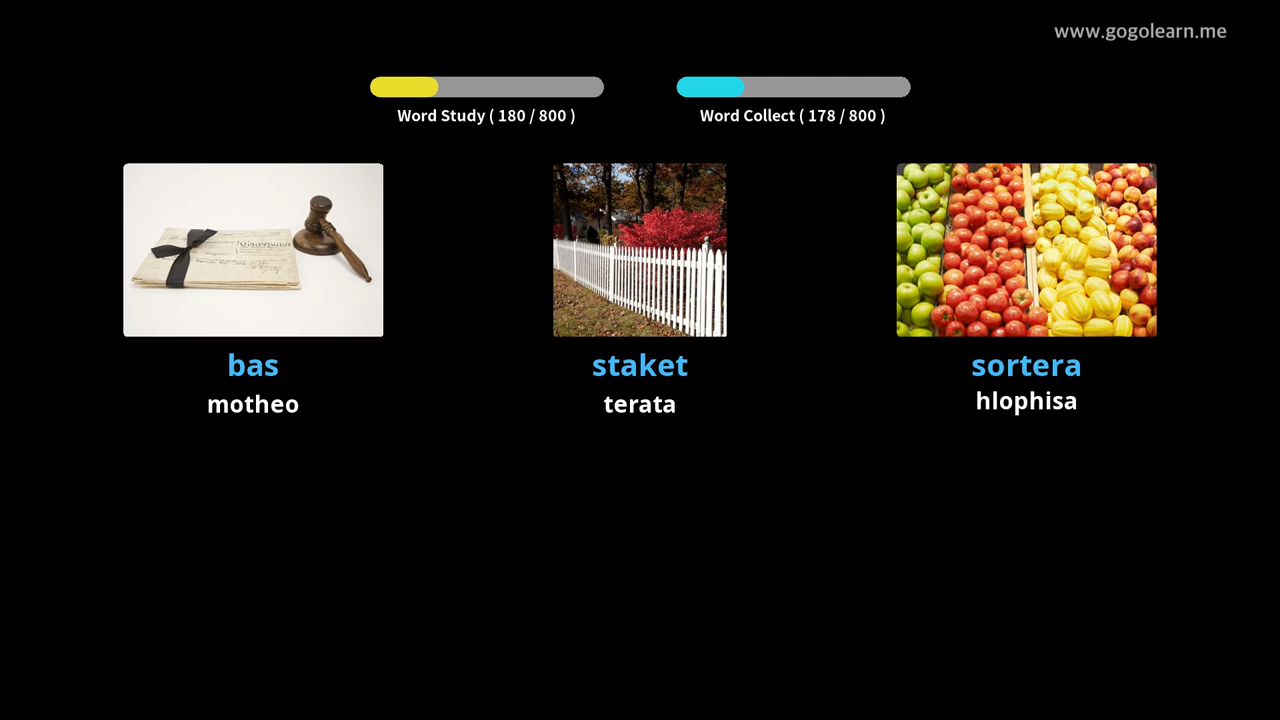 www.gogolearn.me
Word Study ( 180 / 800 )
Word Collect ( 178 / 800 )
bas
motheo
staket
terata
sortera
hlophisa